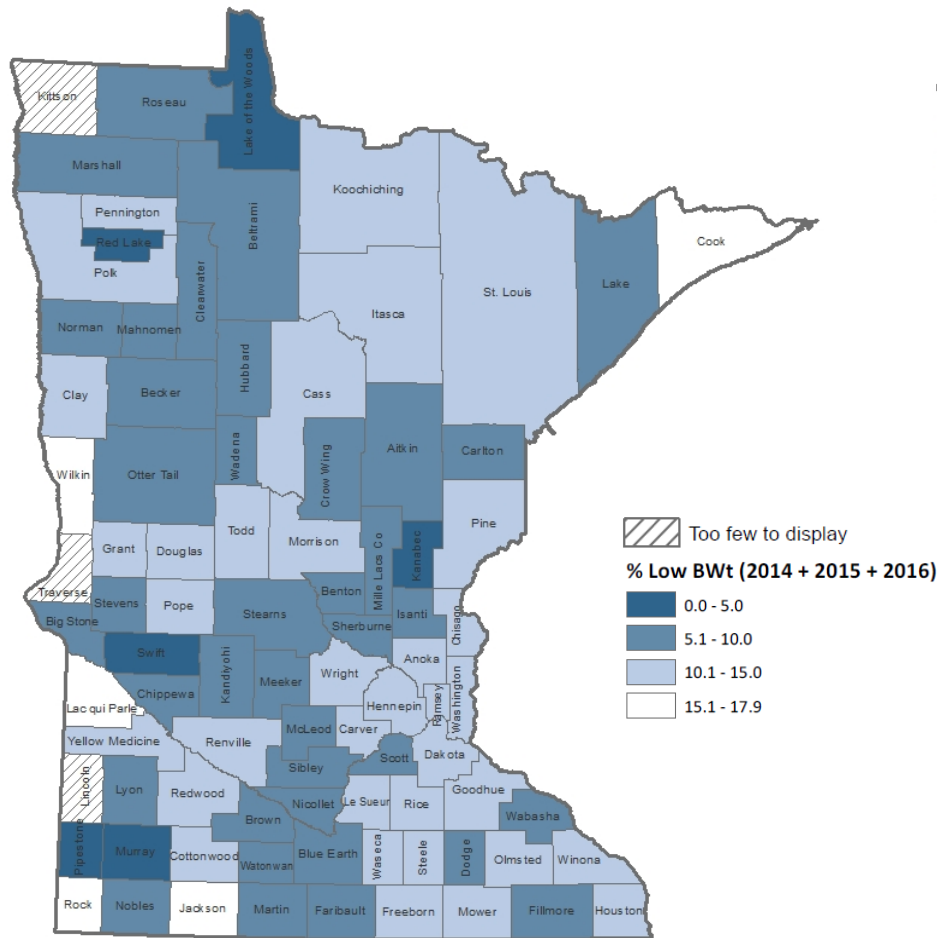 Kittson
Roseau
Lake of the Woods
Marshall
Koochiching
Pennington
Beltrami
Red Lake
Cook
Polk
Clearwater
Lake
St. Louis
Itasca
Norman
Mahnomen
Hubbard
Clay
Becker
Cass
Aitkin
Carlton
Wadena
Crow Wing
Wilkin
Otter Tail
Pine
Todd
Morrison
Grant
Douglas
Mille Lacs Co
Kanabec
Traverse
Benton
Stevens
Pope
Stearns
Isanti
Chisago
Big Stone
Sherburne
Swift
Kandiyohi
Anoka
Wright
Meeker
Chippewa
Washington
Ramsey
Hennepin
Lac qui Parle
McLeod
Carver
Yellow Medicine
Renville
Dakota
Scott
Sibley
Lincoln
Lyon
Redwood
Goodhue
Nicollet
Le Sueur
Rice
Wabasha
Brown
Pipestone
Murray
Cottonwood
Watonwan
Blue Earth
Waseca
Steele
Dodge
Olmsted
Winona
Rock
Nobles
Jackson
Martin
Faribault
Freeborn
Mower
Fillmore
Houston
Too few to display
% Low BWt (2014 + 2015 + 2016)
0.0 - 5.0
5.1 - 10.0
10.1 - 15.0
15.1 - 17.9